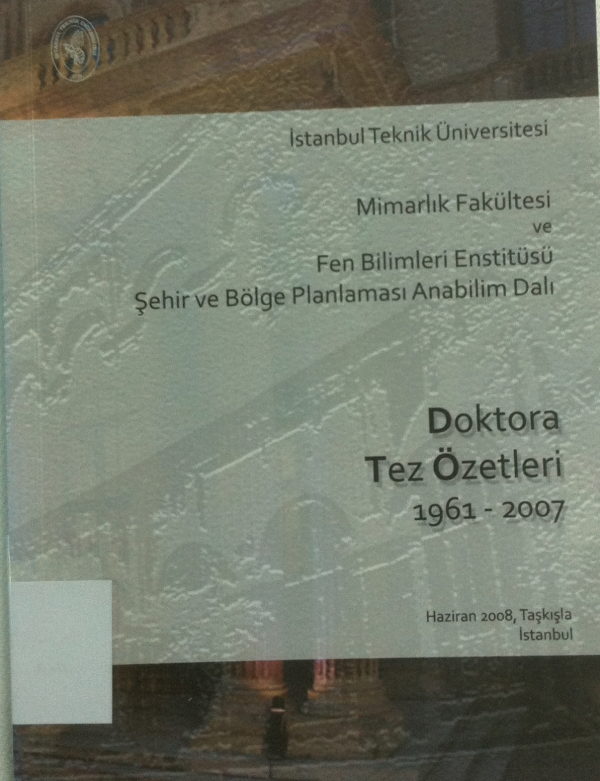 İstanbul Teknik Üniversitesi
Mimarlık Fakültesi
ve
Fen Bilimleri Enstitüsü
Şehir ve Bölge Planlaması Anabilim Dalı
Doktora
Tez Özetleri
1961 - 2007
Haziran 2008, Taşkışla
İstanbul